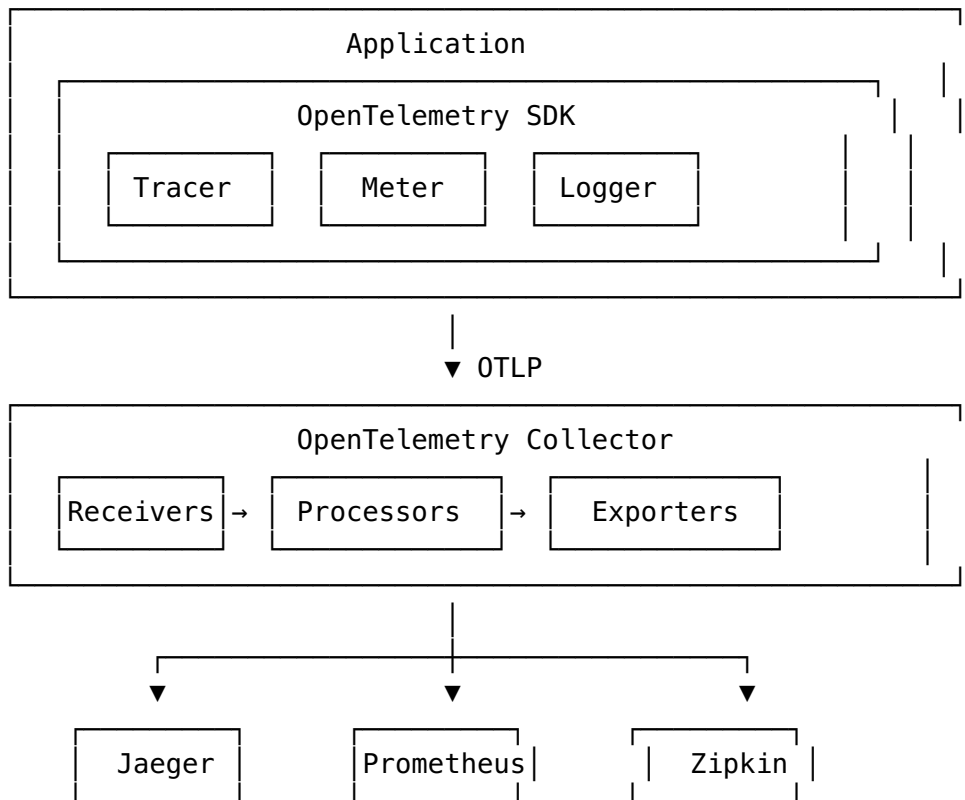 Application
OpenTelemetry SDK
Tracer Meter Logger
▼ OTLP
OpenTelemetry Collector
Receivers → Processors → Exporters
▼ ▼ ▼
Jaeger Prometheus Zipkin